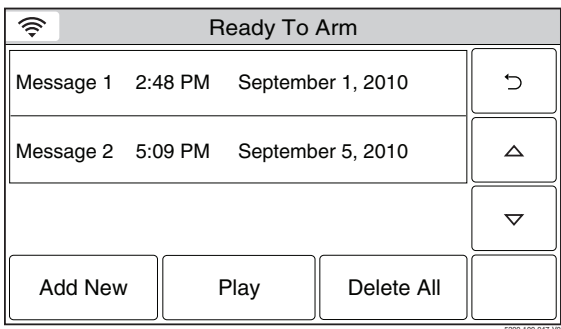 Ready To Arm
Message 1 2:48 PM September 1, 2010
Message 2 5:09 PM September 5, 2010
Add New Play Delete All